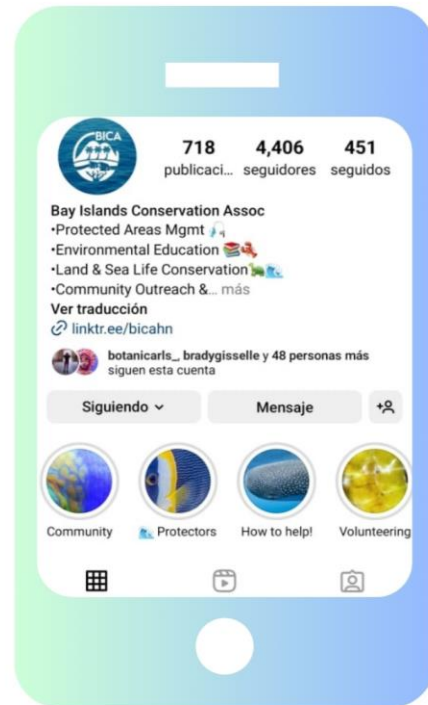 BICA
718 4,406 451
publicaci... seguidores seguidos
Bay Islands Conservation Assoc
•Protected Areas Mgmt 🎣
•Environmental Education 📚🦞
•Land & Sea Life Conservation🐢🌊
•Community Outreach &... más
Ver traducción
linktr.ee/bicahn
botanicarls_, bradygisselle y 48 personas más
siguen esta cuenta
Siguiendo Mensaje
Community 🌊 Protectors How to help! Volunteering